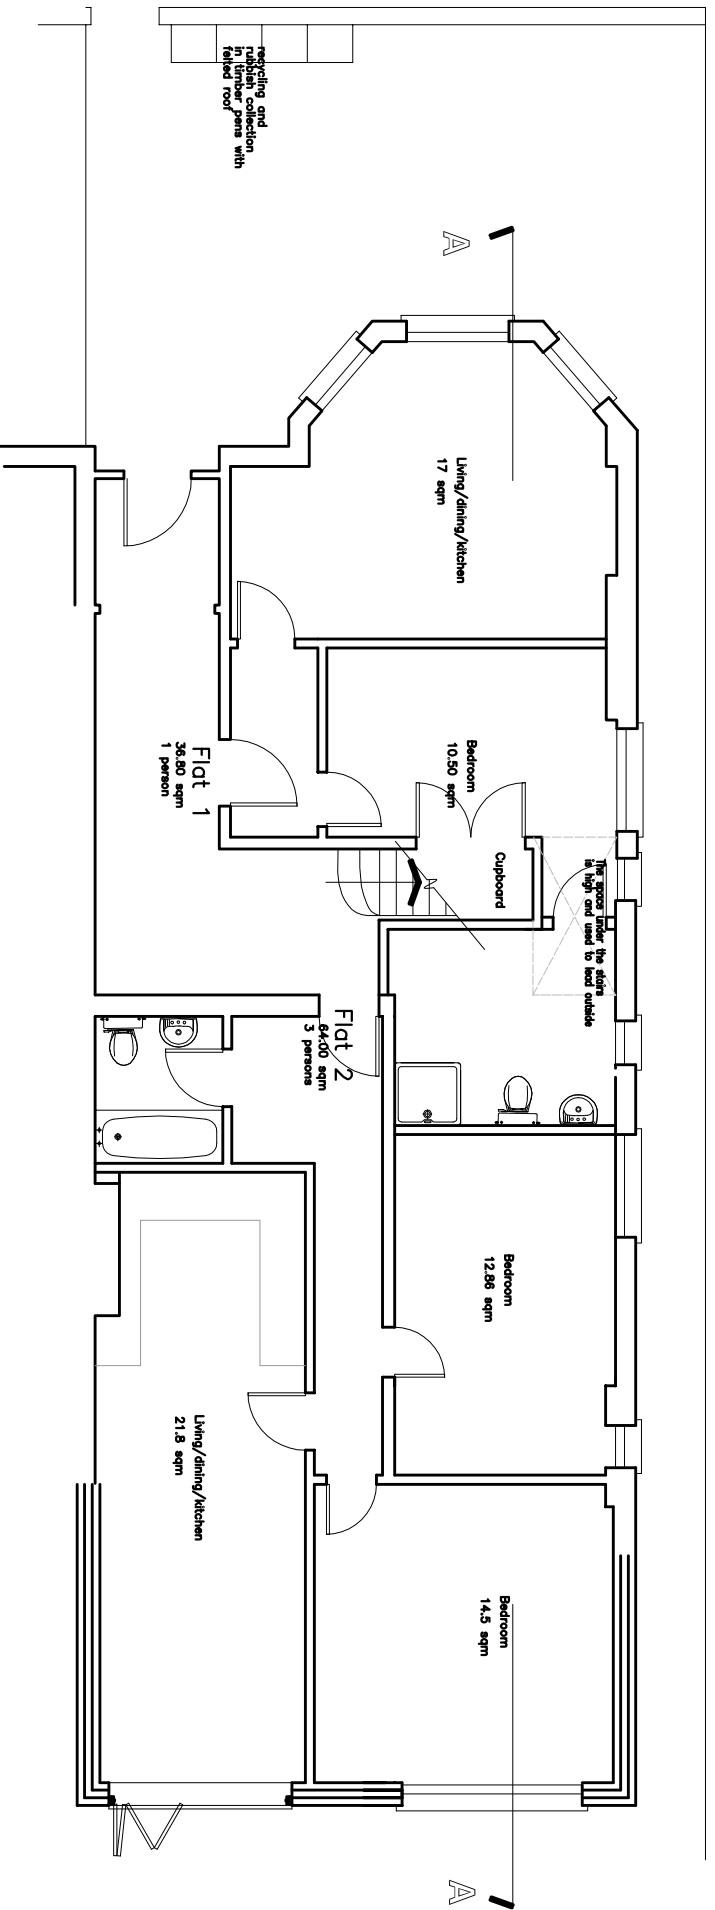 recycling and
rubbish collection
in timber pens with
felted roof
A
Living/dining/kitchen
17 sqm
Bedroom
10.50 sqm
Flat 1
36.80 sqm
1 person
Cupboard
The space under the stairs
is high and used to lead outside
Flat 2
64.00 sqm
3 persons
Bedroom
12.86 sqm
Living/dining/kitchen
21.8 sqm
Bedroom
14.5 sqm
A